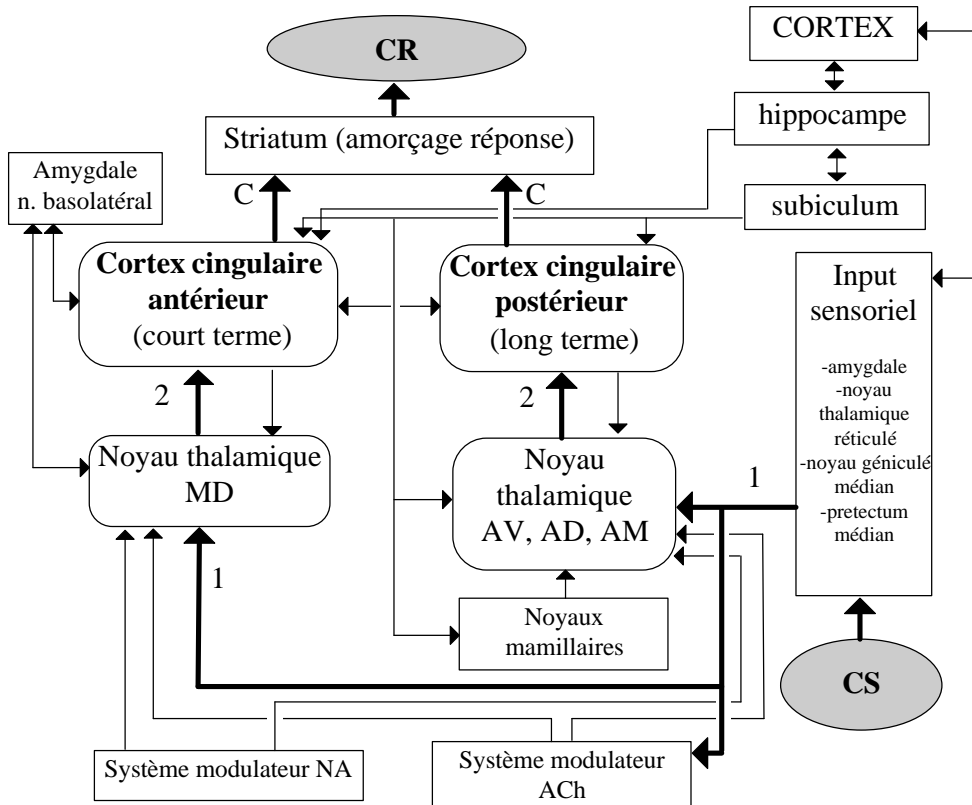 CR
CORTEX
hippocampe
Striatum (amorçage réponse)
Amygdale
n. basolatéral
C
C
subiculum
Cortex cingulaire
antérieur
(court terme)
Cortex cingulaire
postérieur
(long terme)
Input
sensoriel
-amygdale
-noyau
thalamique
réticulé
-noyau géniculé
médian
-pretectum
médian
2
2
Noyau thalamique
MD
Noyau
thalamique
AV, AD, AM
1
1
Noyaux
mamillaires
CS
Système modulateur NA
Système modulateur
ACh